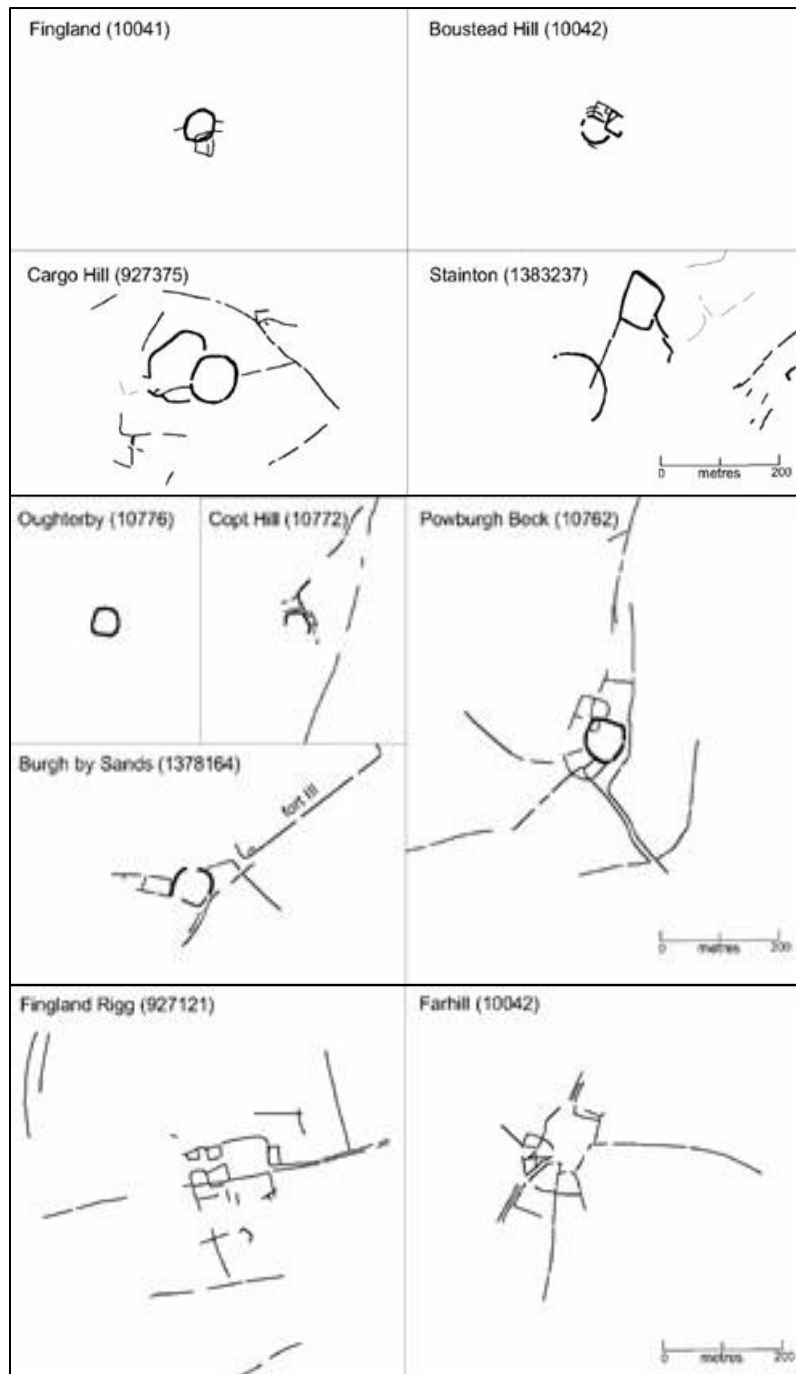 Fingland (10041)
Boustead Hill (10042)
Cargo Hill (927375)
Stainton (1383237)
0 metres 200
Oughterby (10776)
Copt Hill (10772)
Powburgh Beck (10762)
Burgh by Sands (1378164)
fort III
0 metres 200
Fingland Rigg (927121)
Farhill (10042)
0 metres 200